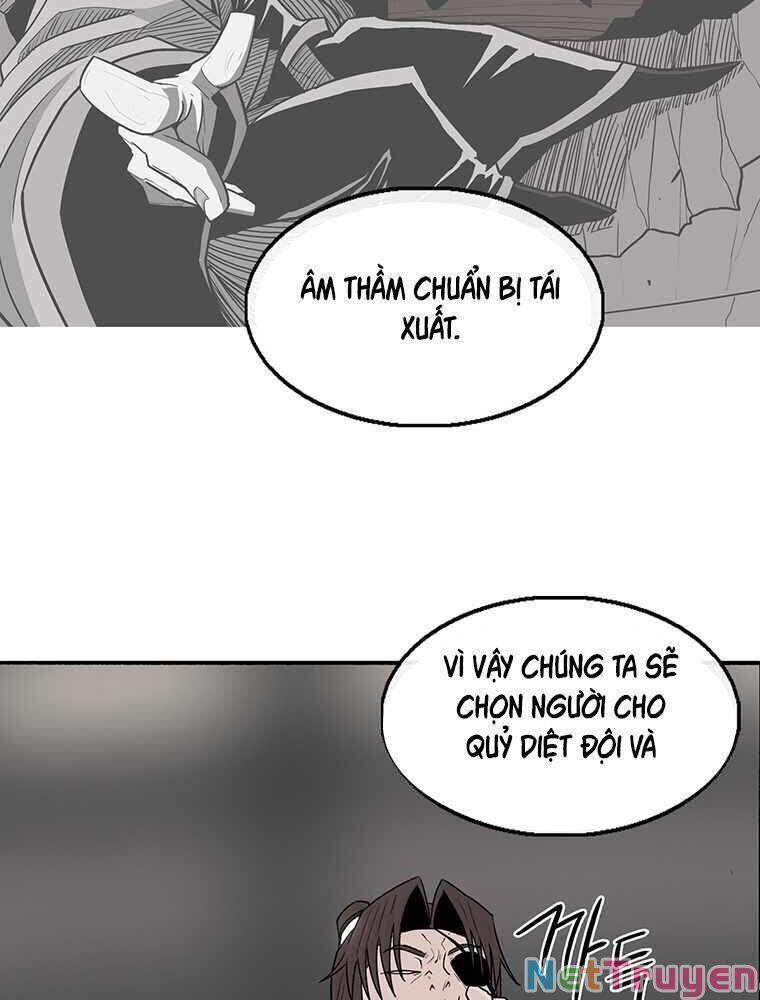 ÂM THẦM CHUẨN BỊ TÁI
XUẤT.
VÌ VẬY CHÚNG TA SẼ
CHỌN NGƯỜI CHO
QUỶ DIỆT ĐỘI VÀ
NetTruyen